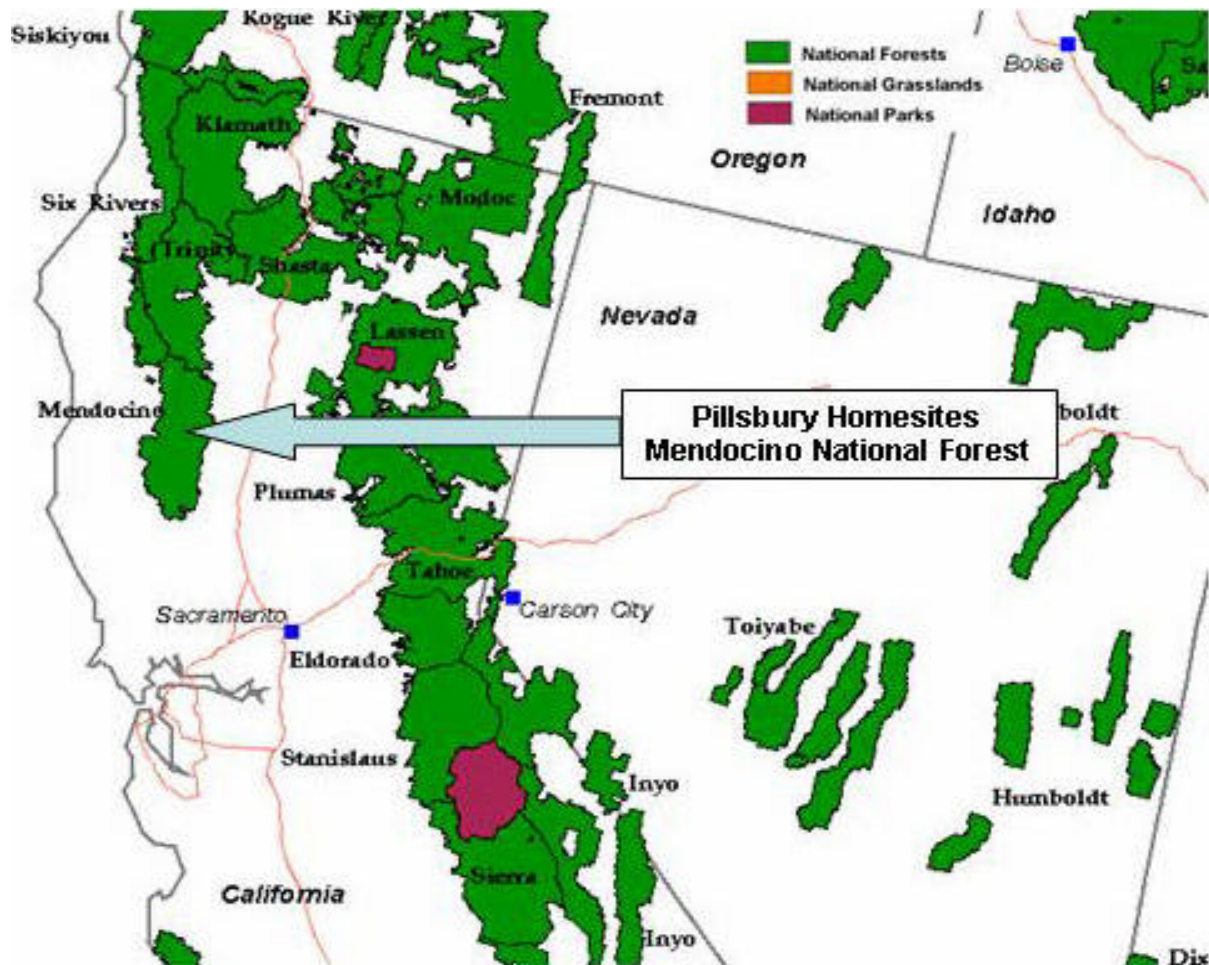 Kogue River
Siskiyou
National Forests
Boise
Sa
National Grasslands
Fremont
National Parks
Klamath
Oregon
Six Rivers
Modoc
Idaho
(Trinity
Shasta
Nevada
Lassen
Mendocino
Pillsbury Homesites
Mendocino National Forest
boldt
Plumas
Tahoe
Sacramento
Carson City
Toiyabe
Eldorado
Stanislaus
Inyo
Humboldt
Sierra
California
Inyo
Dix